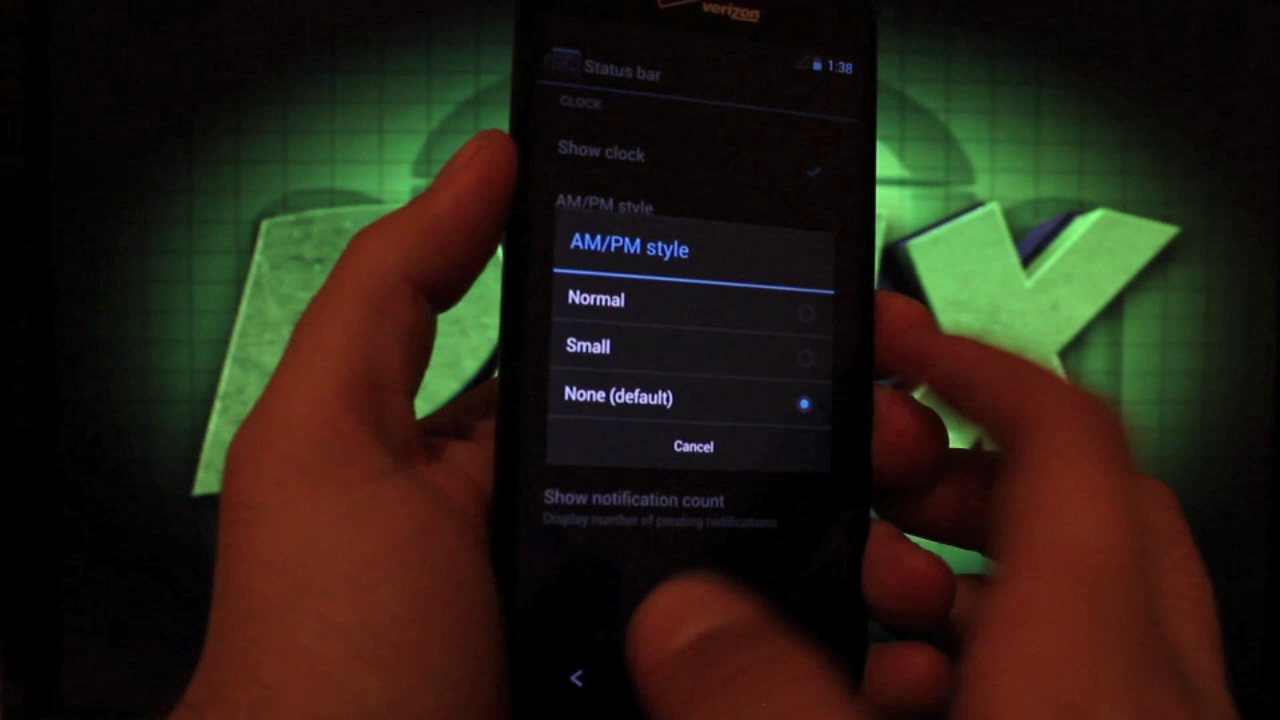 verizon
1:38
Status bar
CLOCK
Show clock
AM/PM style
AM/PM style
Normal
Small
None (default)
Cancel
Show notification count
Display number of pending notifications